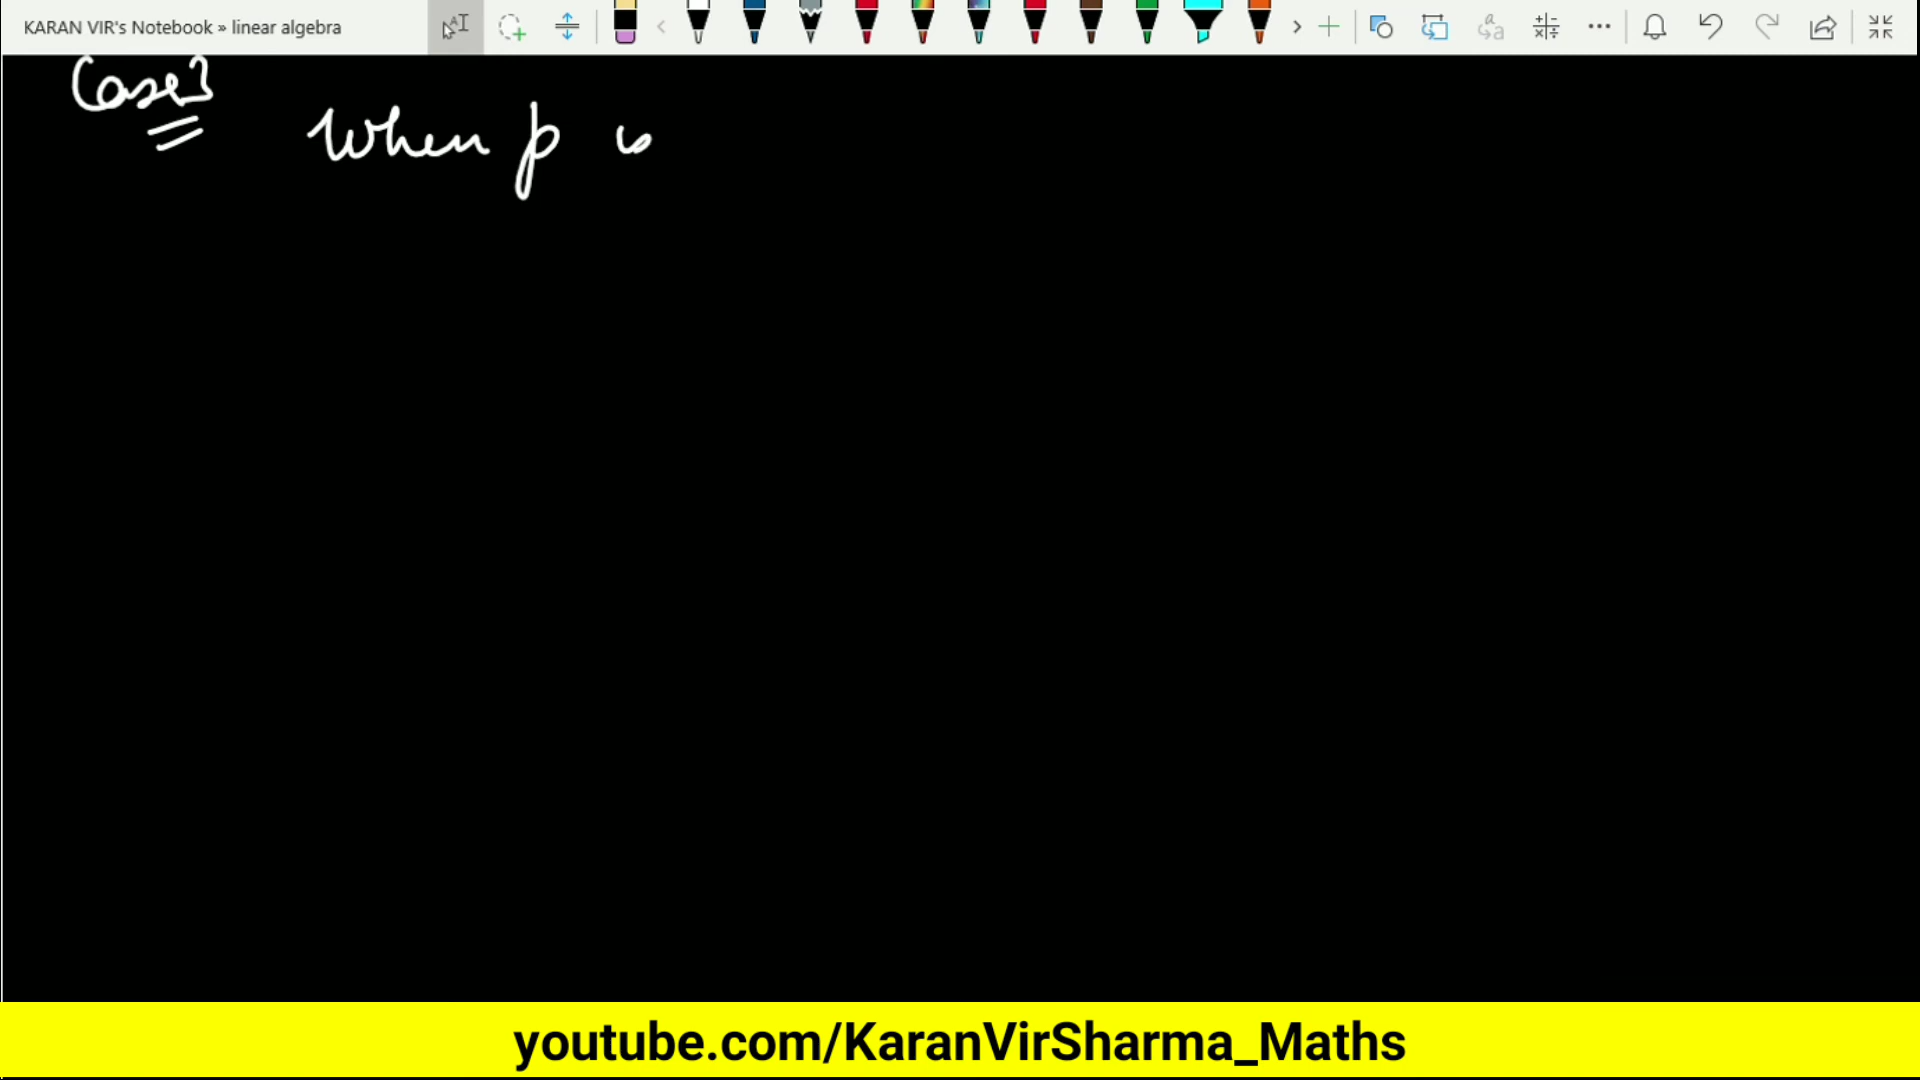 KARAN VIR's Notebook » linear algebra
Case3
When p is
youtube.com/KaranVirSharma_Maths